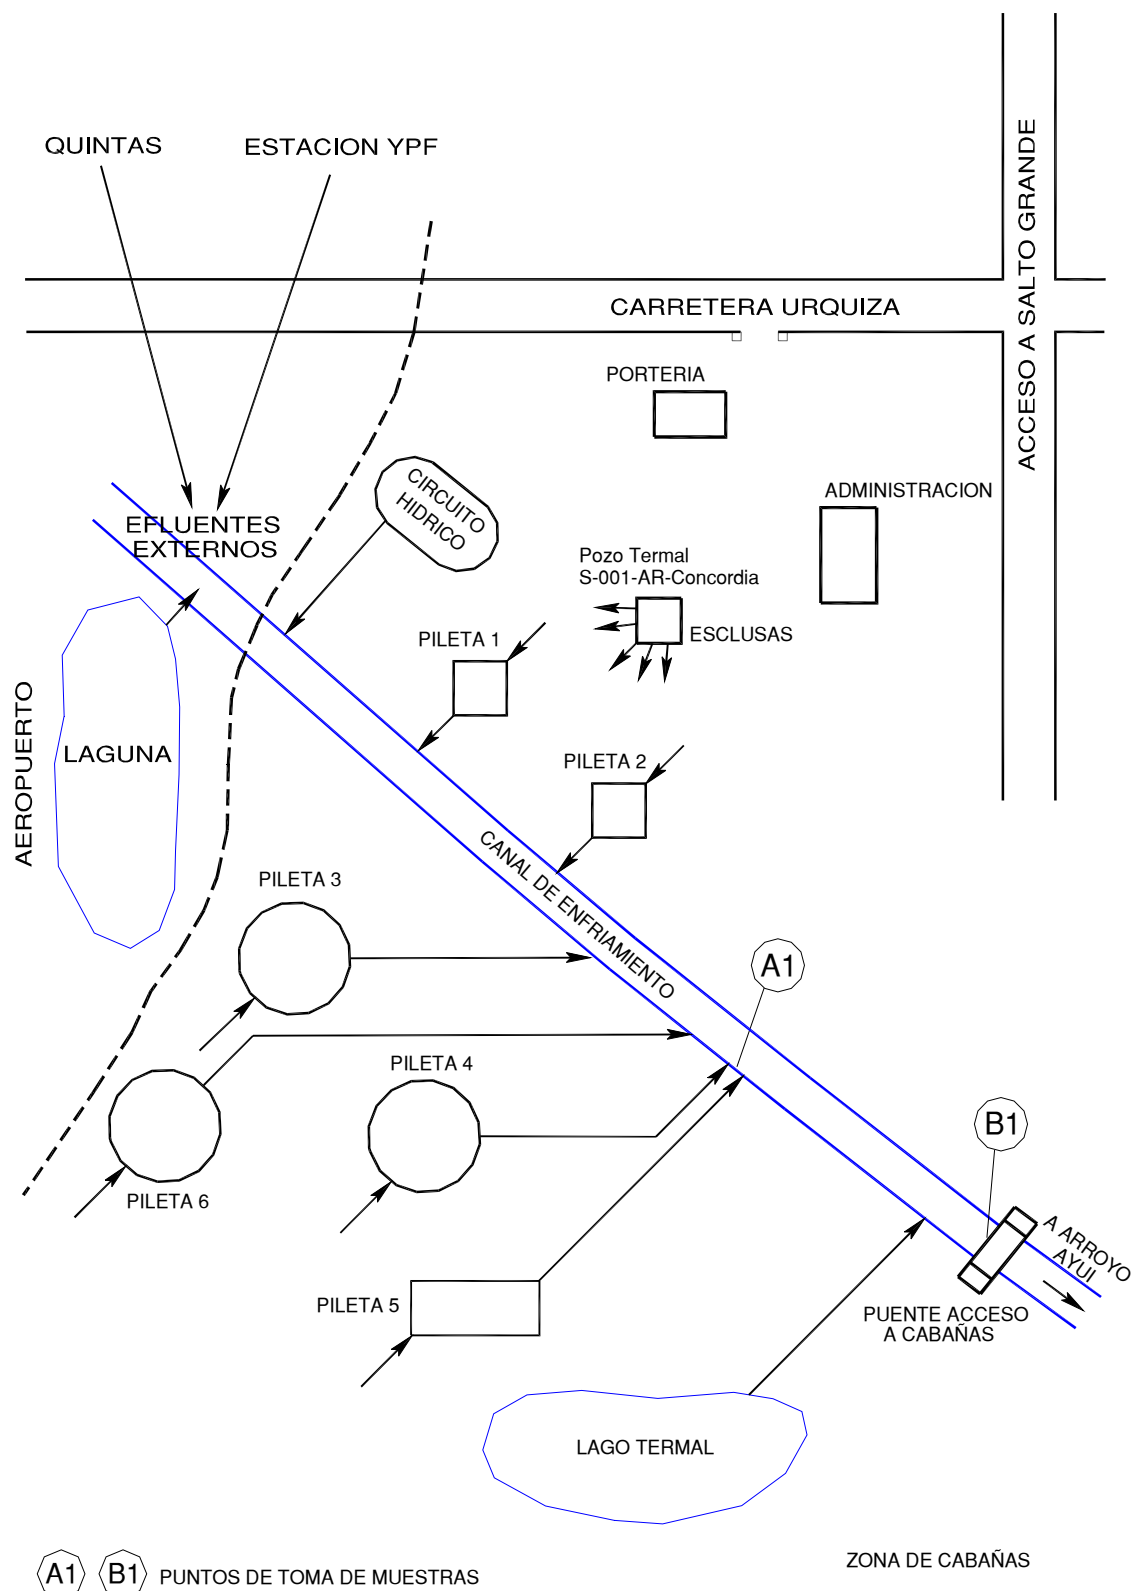 QUINTAS
ESTACION YPF
ACCESO A SALTO GRANDE
CARRETERA URQUIZA
PORTERIA
CIRCUITO
HIDRICO
ADMINISTRACION
EFLUENTES
EXTERNOS
Pozo Termal
S-001-AR-Concordia
ESCLUSAS
PILETA 1
AEROPUERTO
LAGUNA
PILETA 2
CANAL DE ENFRIAMIENTO
PILETA 3
A1
PILETA 4
B1
PILETA 6
A ARROYO
AYUI
PILETA 5
PUENTE ACCESO
A CABAÑAS
LAGO TERMAL
ZONA DE CABAÑAS
A1 B1 PUNTOS DE TOMA DE MUESTRAS